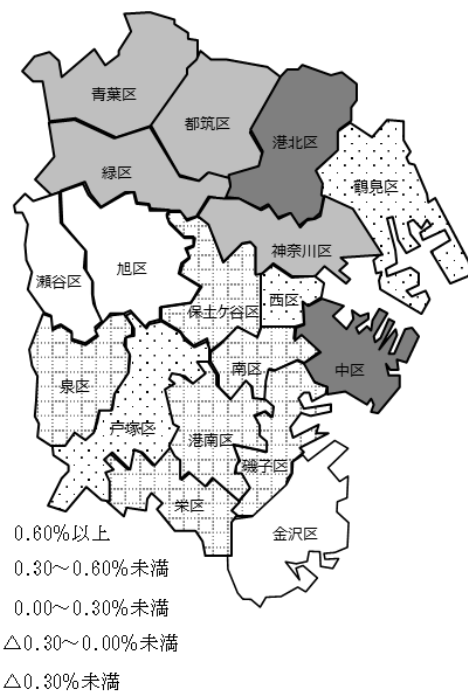 青葉区
都筑区
港北区
緑区
鶴見区
神奈川区
瀬谷区
旭区
西区
保土ケ谷区
中区
南区
泉区
戸塚区
港南区
磯子区
栄区
金沢区
0.60%以上
0.30～0.60%未満
0.00～0.30%未満
△0.30～0.00%未満
△0.30%未満